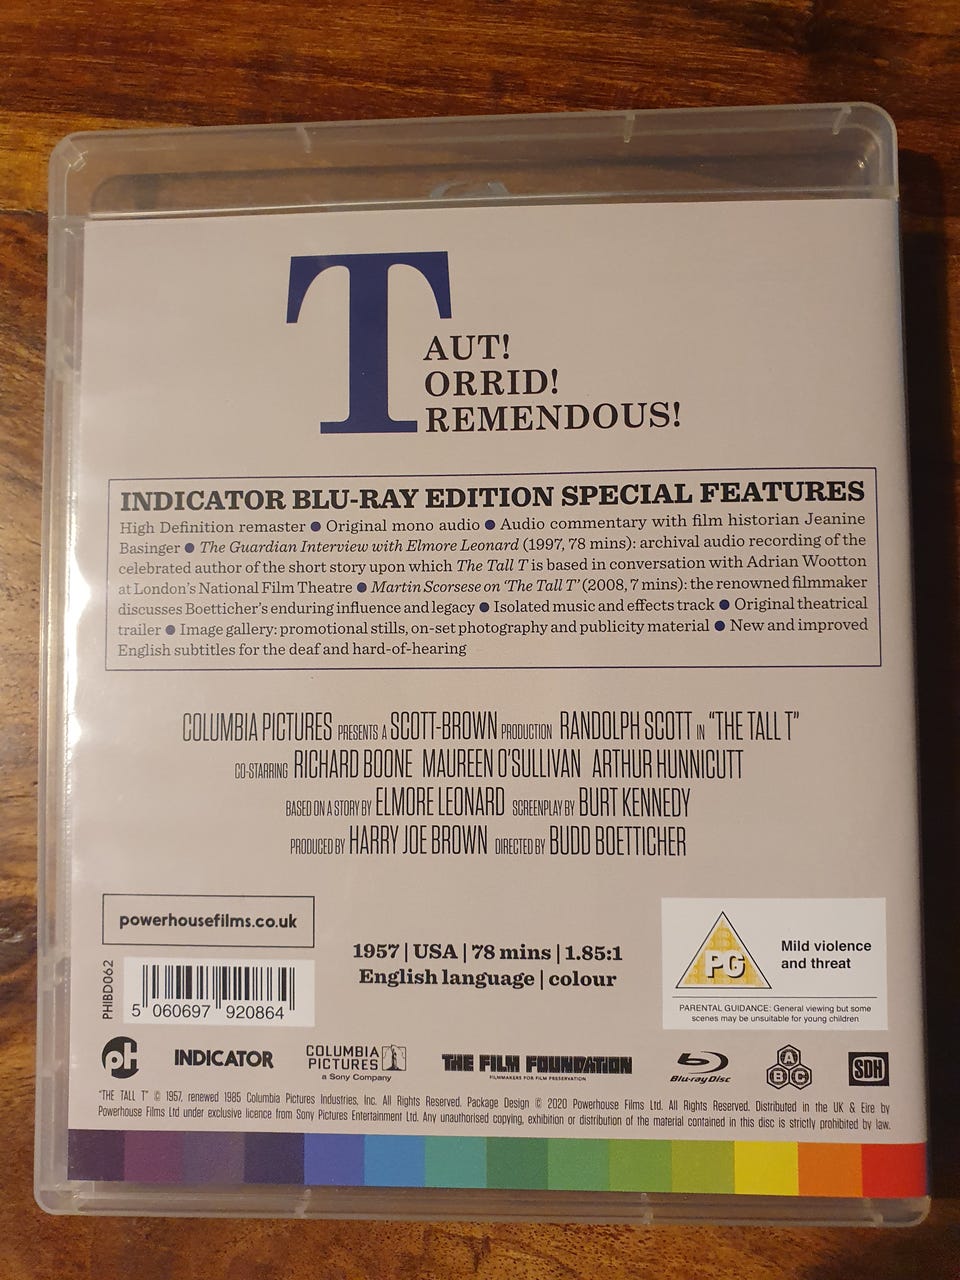 TAUT!
TORRID!
TREMENDOUS!
INDICATOR BLU-RAY EDITION SPECIAL FEATURES
High Definition remaster ● Original mono audio ● Audio commentary with film historian Jeanine
Basinger ● The Guardian Interview with Elmore Leonard (1997, 78 mins): archival audio recording of the
celebrated author of the short story upon which The Tall T is based in conversation with Adrian Wootton
at London's National Film Theatre ● Martin Scorsese on 'The Tall T' (2008, 7 mins): the renowned filmmaker
discusses Boetticher's enduring influence and legacy ● Isolated music and effects track ● Original theatrical
trailer ● Image gallery: promotional stills, on-set photography and publicity material ● New and improved
English subtitles for the deaf and hard-of-hearing
COLUMBIA PICTURES PRESENTS A SCOTT-BROWN PRODUCTION RANDOLPH SCOTT IN "THE TALL T"
CO-STARRING RICHARD BOONE MAUREEN O'SULLIVAN ARTHUR HUNNICUTT
BASED ON A STORY BY ELMORE LEONARD SCREENPLAY BY BURT KENNEDY
PRODUCED BY HARRY JOE BROWN DIRECTED BY BUDD BOETTICHER
powerhousefilms.co.uk
1957 | USA | 78 mins | 1.85:1
English language | colour
PG
Mild violence
and threat
PARENTAL GUIDANCE: General viewing but some
scenes may be unsuitable for young children
PHIBD062
5 060697 920864
pH
INDICATOR
COLUMBIA
PICTURES
a Sony Company
THE FILM FOUNDATION
FILMMAKERS FOR FILM PRESERVATION
Blu-ray Disc
A
B C
SDH
"THE TALL T" © 1957, renewed 1985 Columbia Pictures Industries, Inc. All Rights Reserved. Package Design © 2020 Powerhouse Films Ltd. All Rights Reserved. Distributed in the UK & Eire by
Powerhouse Films Ltd under exclusive licence from Sony Pictures Entertainment Ltd. Any unauthorised copying, exhibition or distribution of the material contained in this disc is strictly prohibited by law.